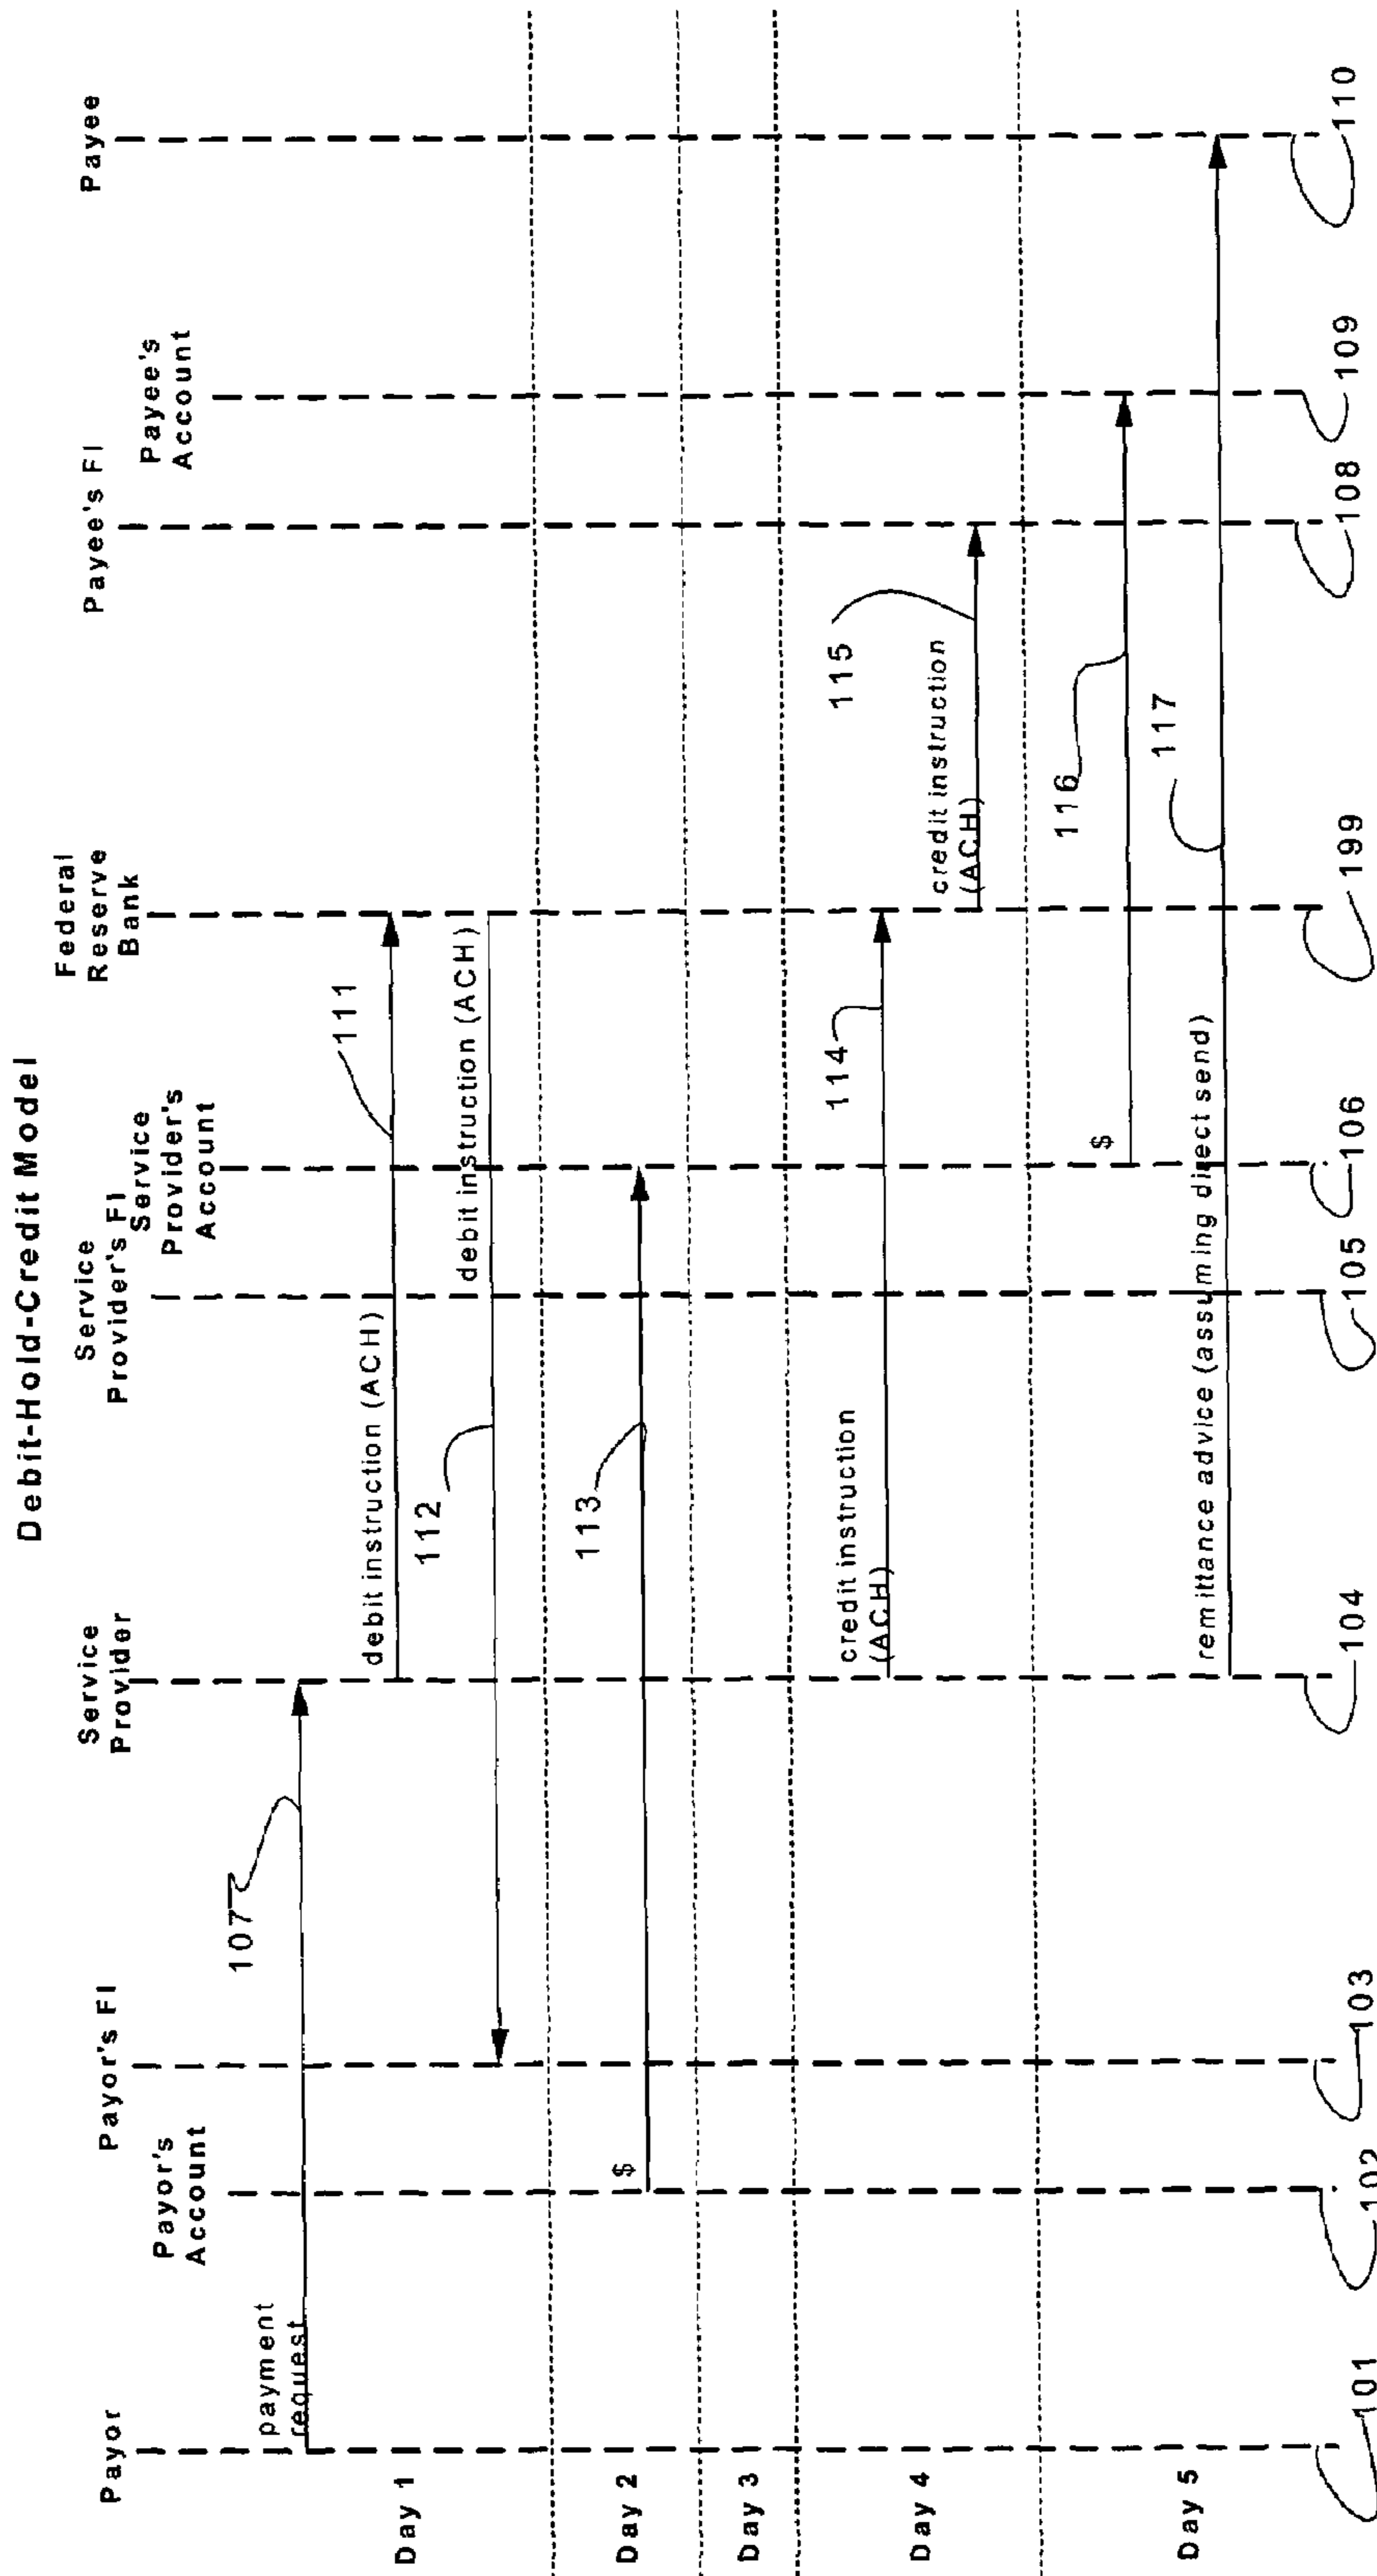 Debit-Hold-Credit Model
Payor
Payor's
Account
Payor's FI
Service
Provider
Service
Provider's FI
Service
Provider's
Account
Federal
Reserve
Bank
Payee's FI
Payee's
Account
Payee
Day 1
payment
request
107
debit instruction (ACH)
111
debit instruction (ACH)
112
Day 2
$
113
Day 3
Day 4
credit instruction
(ACH)
114
credit instruction
(ACH)
115
Day 5
$
116
remittance advice (assuming direct send)
117
101
102
103
104
105
106
199
108
109
110